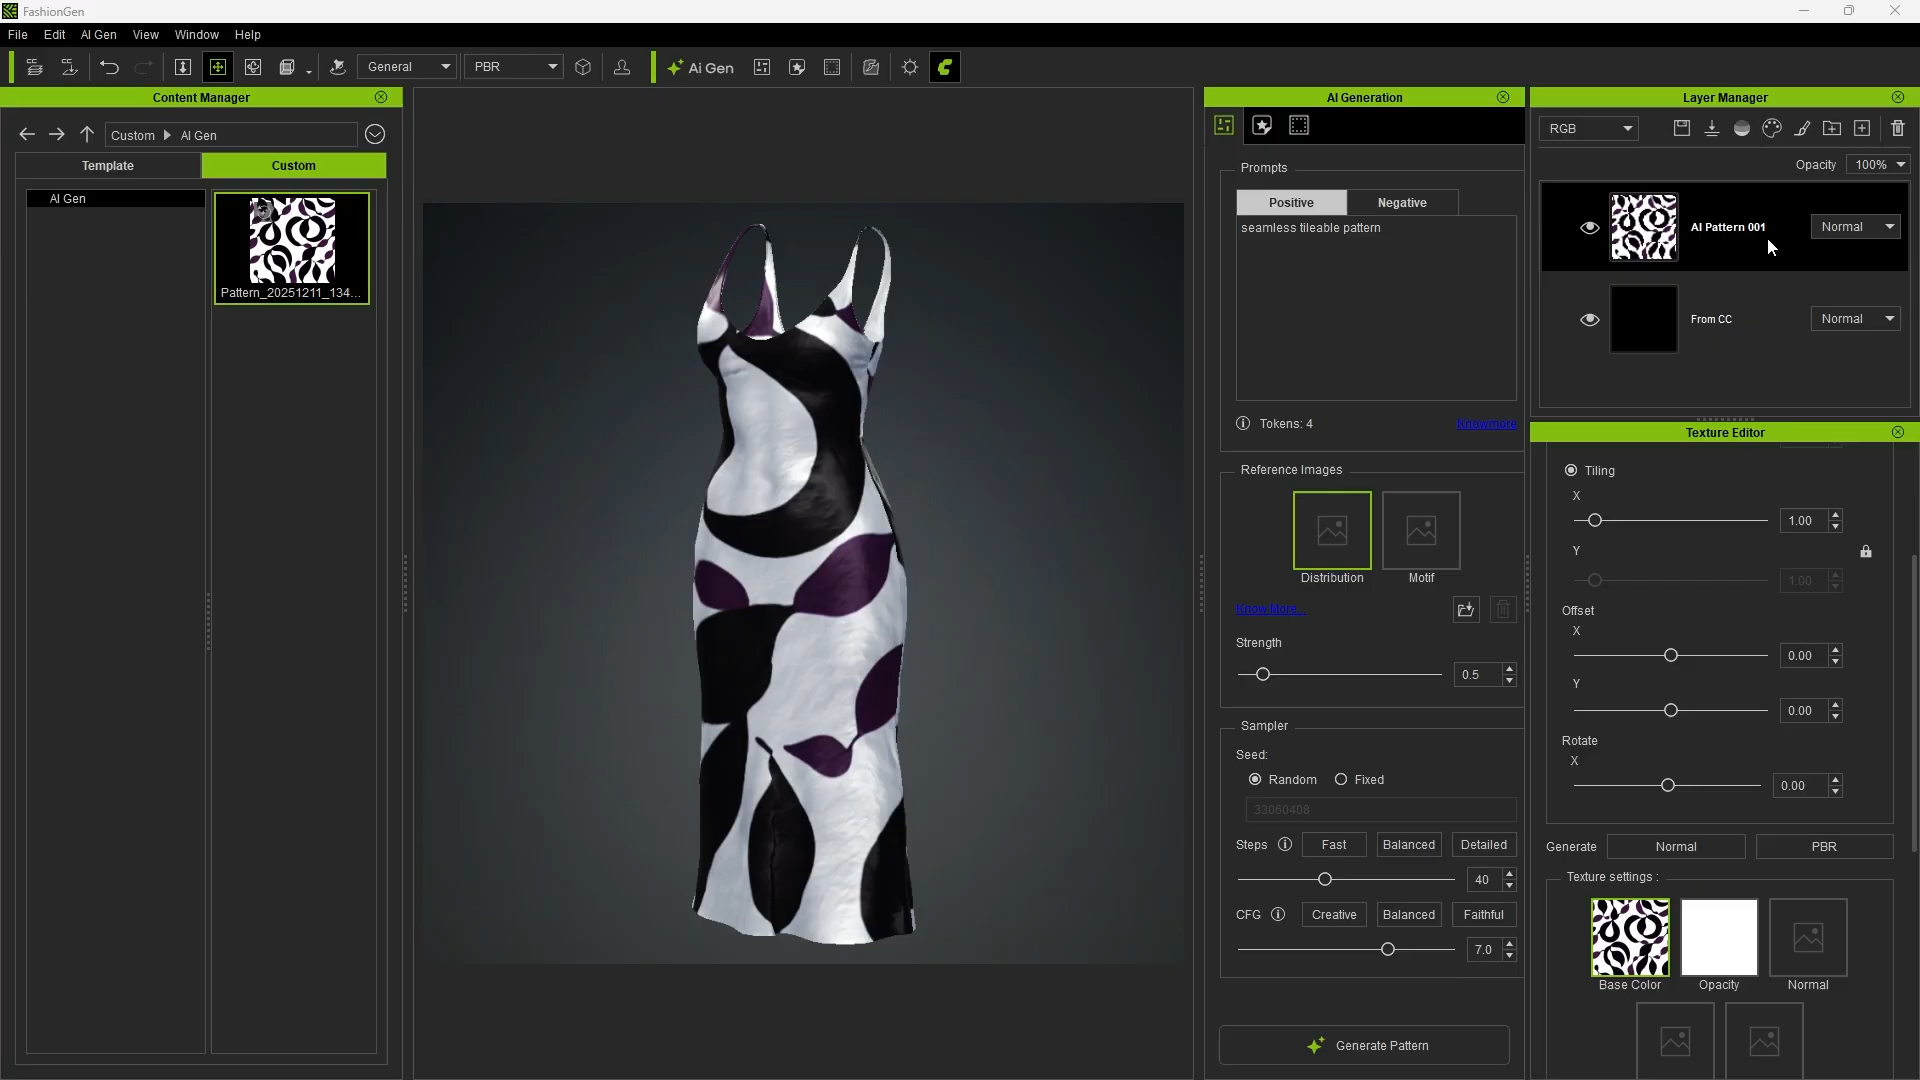 FashionGen
File Edit AI Gen View Window Help
General PBR Ai Gen
Content Manager
Custom AI Gen
Template Custom
AI Gen
Pattern_20251211_134...
AI Generation
Prompts
Positive Negative
seamless tileable pattern
Tokens: 4 Knowmore
Reference Images
Distribution Motif
Know More...
Strength
0.5
Sampler
Seed:
Random Fixed
33060408
Steps Fast Balanced Detailed
40
CFG Creative Balanced Faithful
7.0
Generate Pattern
Layer Manager
RGB
Opacity 100%
AI Pattern 001 Normal
From CC Normal
Texture Editor
Tiling
X
1.00
Y
1.00
Offset
X
0.00
Y
0.00
Rotate
X
0.00
Generate Normal PBR
Texture settings :
Base Color Opacity Normal